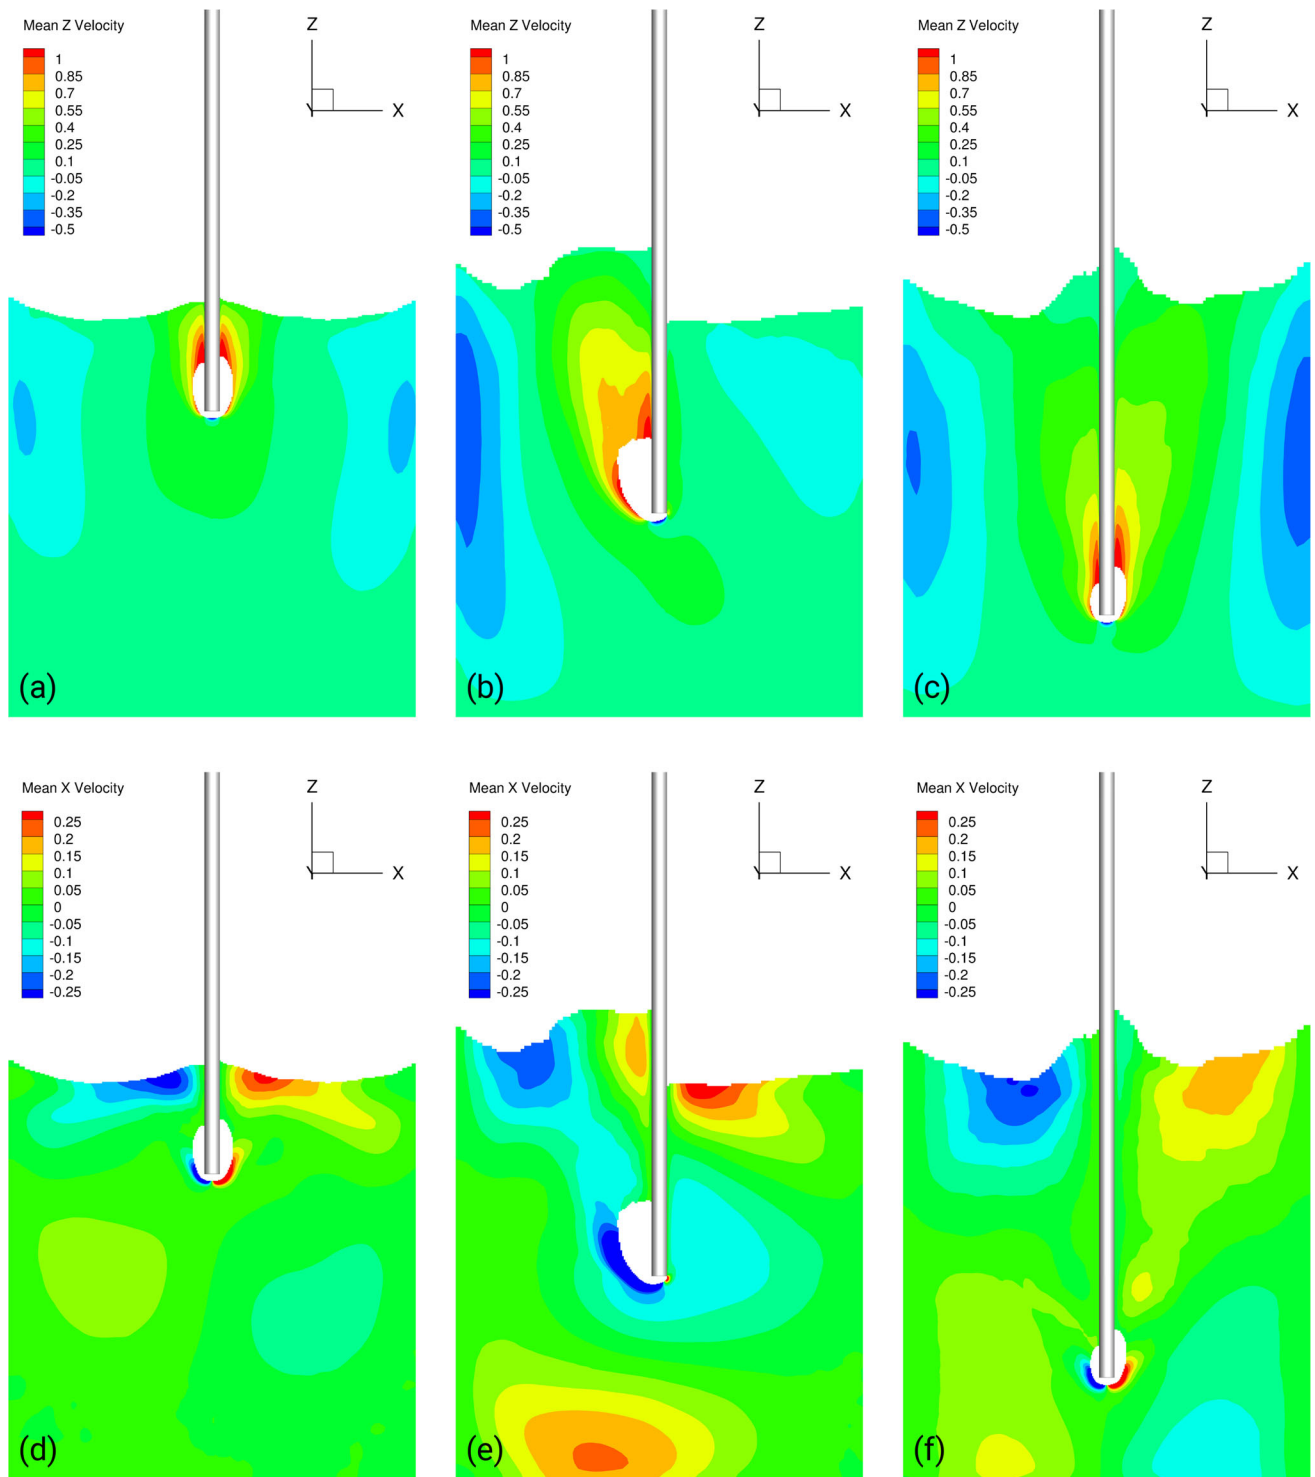 Mean Z Velocity
1
0.85
0.7
0.55
0.4
0.25
0.1
-0.05
-0.2
-0.35
-0.5
Z
Y
X
(a)
Mean Z Velocity
1
0.85
0.7
0.55
0.4
0.25
0.1
-0.05
-0.2
-0.35
-0.5
Z
Y
X
(b)
Mean Z Velocity
1
0.85
0.7
0.55
0.4
0.25
0.1
-0.05
-0.2
-0.35
-0.5
Z
Y
X
(c)
Mean X Velocity
0.25
0.2
0.15
0.1
0.05
0
-0.05
-0.1
-0.15
-0.2
-0.25
Z
Y
X
(d)
Mean X Velocity
0.25
0.2
0.15
0.1
0.05
0
-0.05
-0.1
-0.15
-0.2
-0.25
Z
Y
X
(e)
Mean X Velocity
0.25
0.2
0.15
0.1
0.05
0
-0.05
-0.1
-0.15
-0.2
-0.25
Z
Y
X
(f)